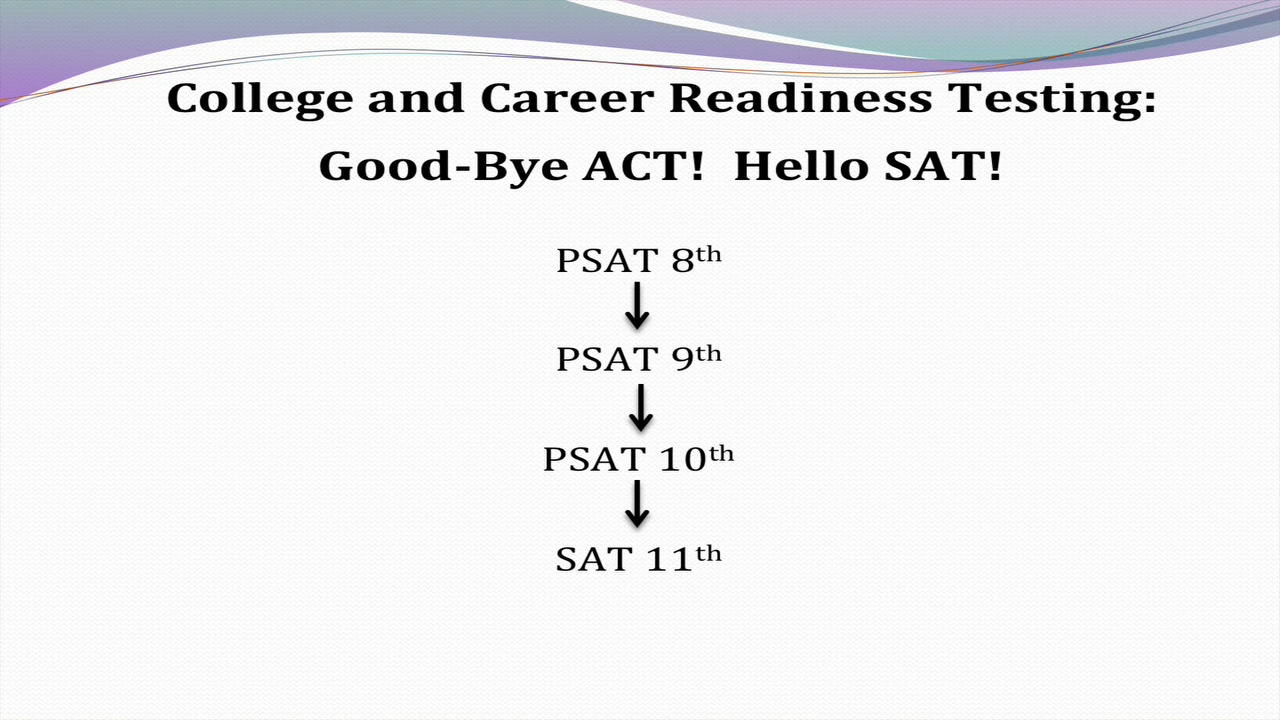 College and Career Readiness Testing:
Good-Bye ACT!  Hello SAT!
PSAT 8th
PSAT 9th
PSAT 10th
SAT 11th